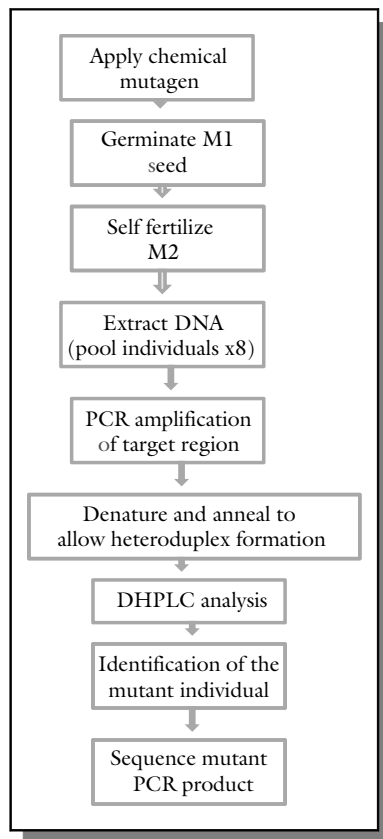 Apply chemical
mutagen
Germinate M1
seed
Self fertilize
M2
Extract DNA
(pool individuals x8)
PCR amplification
of target region
Denature and anneal to
allow heteroduplex formation
DHPLC analysis
Identification of the
mutant individual
Sequence mutant
PCR product